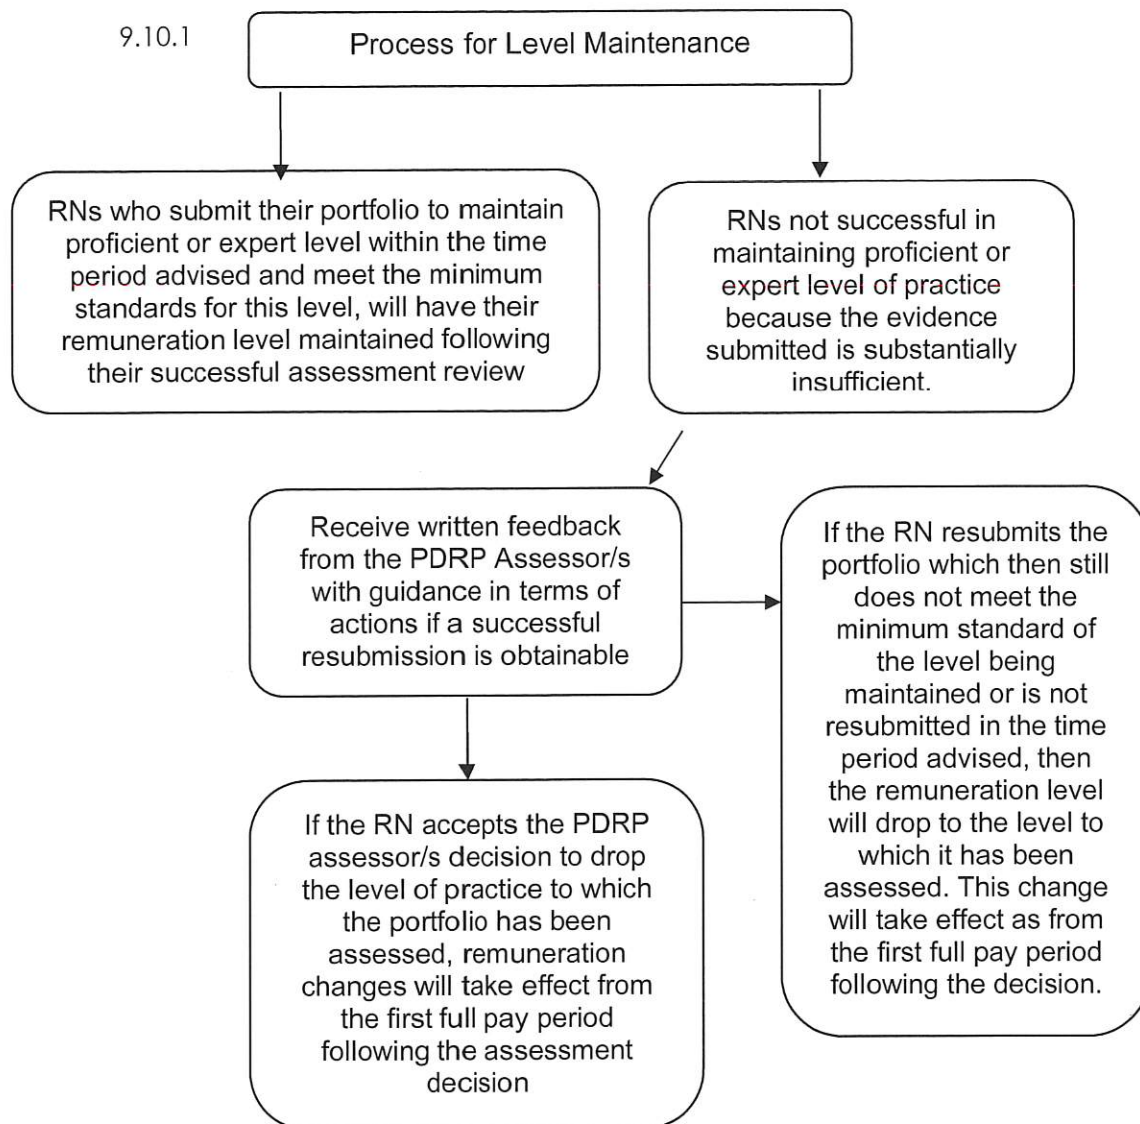 9.10.1
Process for Level Maintenance
RNs who submit their portfolio to maintain
proficient or expert level within the time
period advised and meet the minimum
standards for this level, will have their
remuneration level maintained following
their successful assessment review
RNs not successful in
maintaining proficient or
expert level of practice
because the evidence
submitted is substantially
insufficient.
Receive written feedback
from the PDRP Assessor/s
with guidance in terms of
actions if a successful
resubmission is obtainable
If the RN resubmits the
portfolio which then still
does not meet the
minimum standard of
the level being
maintained or is not
resubmitted in the time
period advised, then
the remuneration level
will drop to the level to
which it has been
assessed. This change
will take effect as from
the first full pay period
following the decision.
If the RN accepts the PDRP
assessor/s decision to drop
the level of practice to which
the portfolio has been
assessed, remuneration
changes will take effect from
the first full pay period
following the assessment
decision